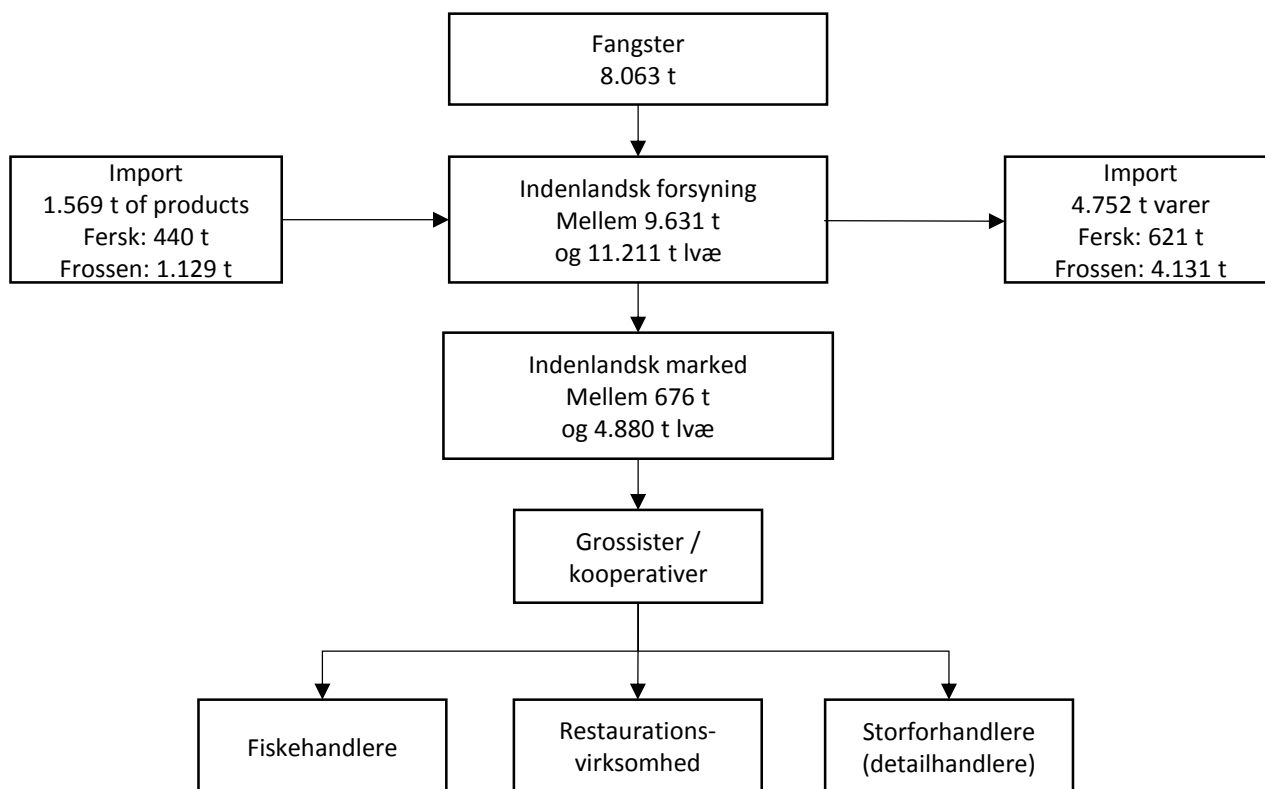 Fangster
8.063 t
Import
1.569 t of products
Fersk: 440 t
Frossen: 1.129 t
Indenlandsk forsyning
Mellem 9.631 t
og 11.211 t lvæ
Import
4.752 t varer
Fersk: 621 t
Frossen: 4.131 t
Indenlandsk marked
Mellem 676 t
og 4.880 t lvæ
Grossister /
kooperativer
Fiskehandlere
Restaurations-
virksomhed
Storforhandlere
(detailhandlere)